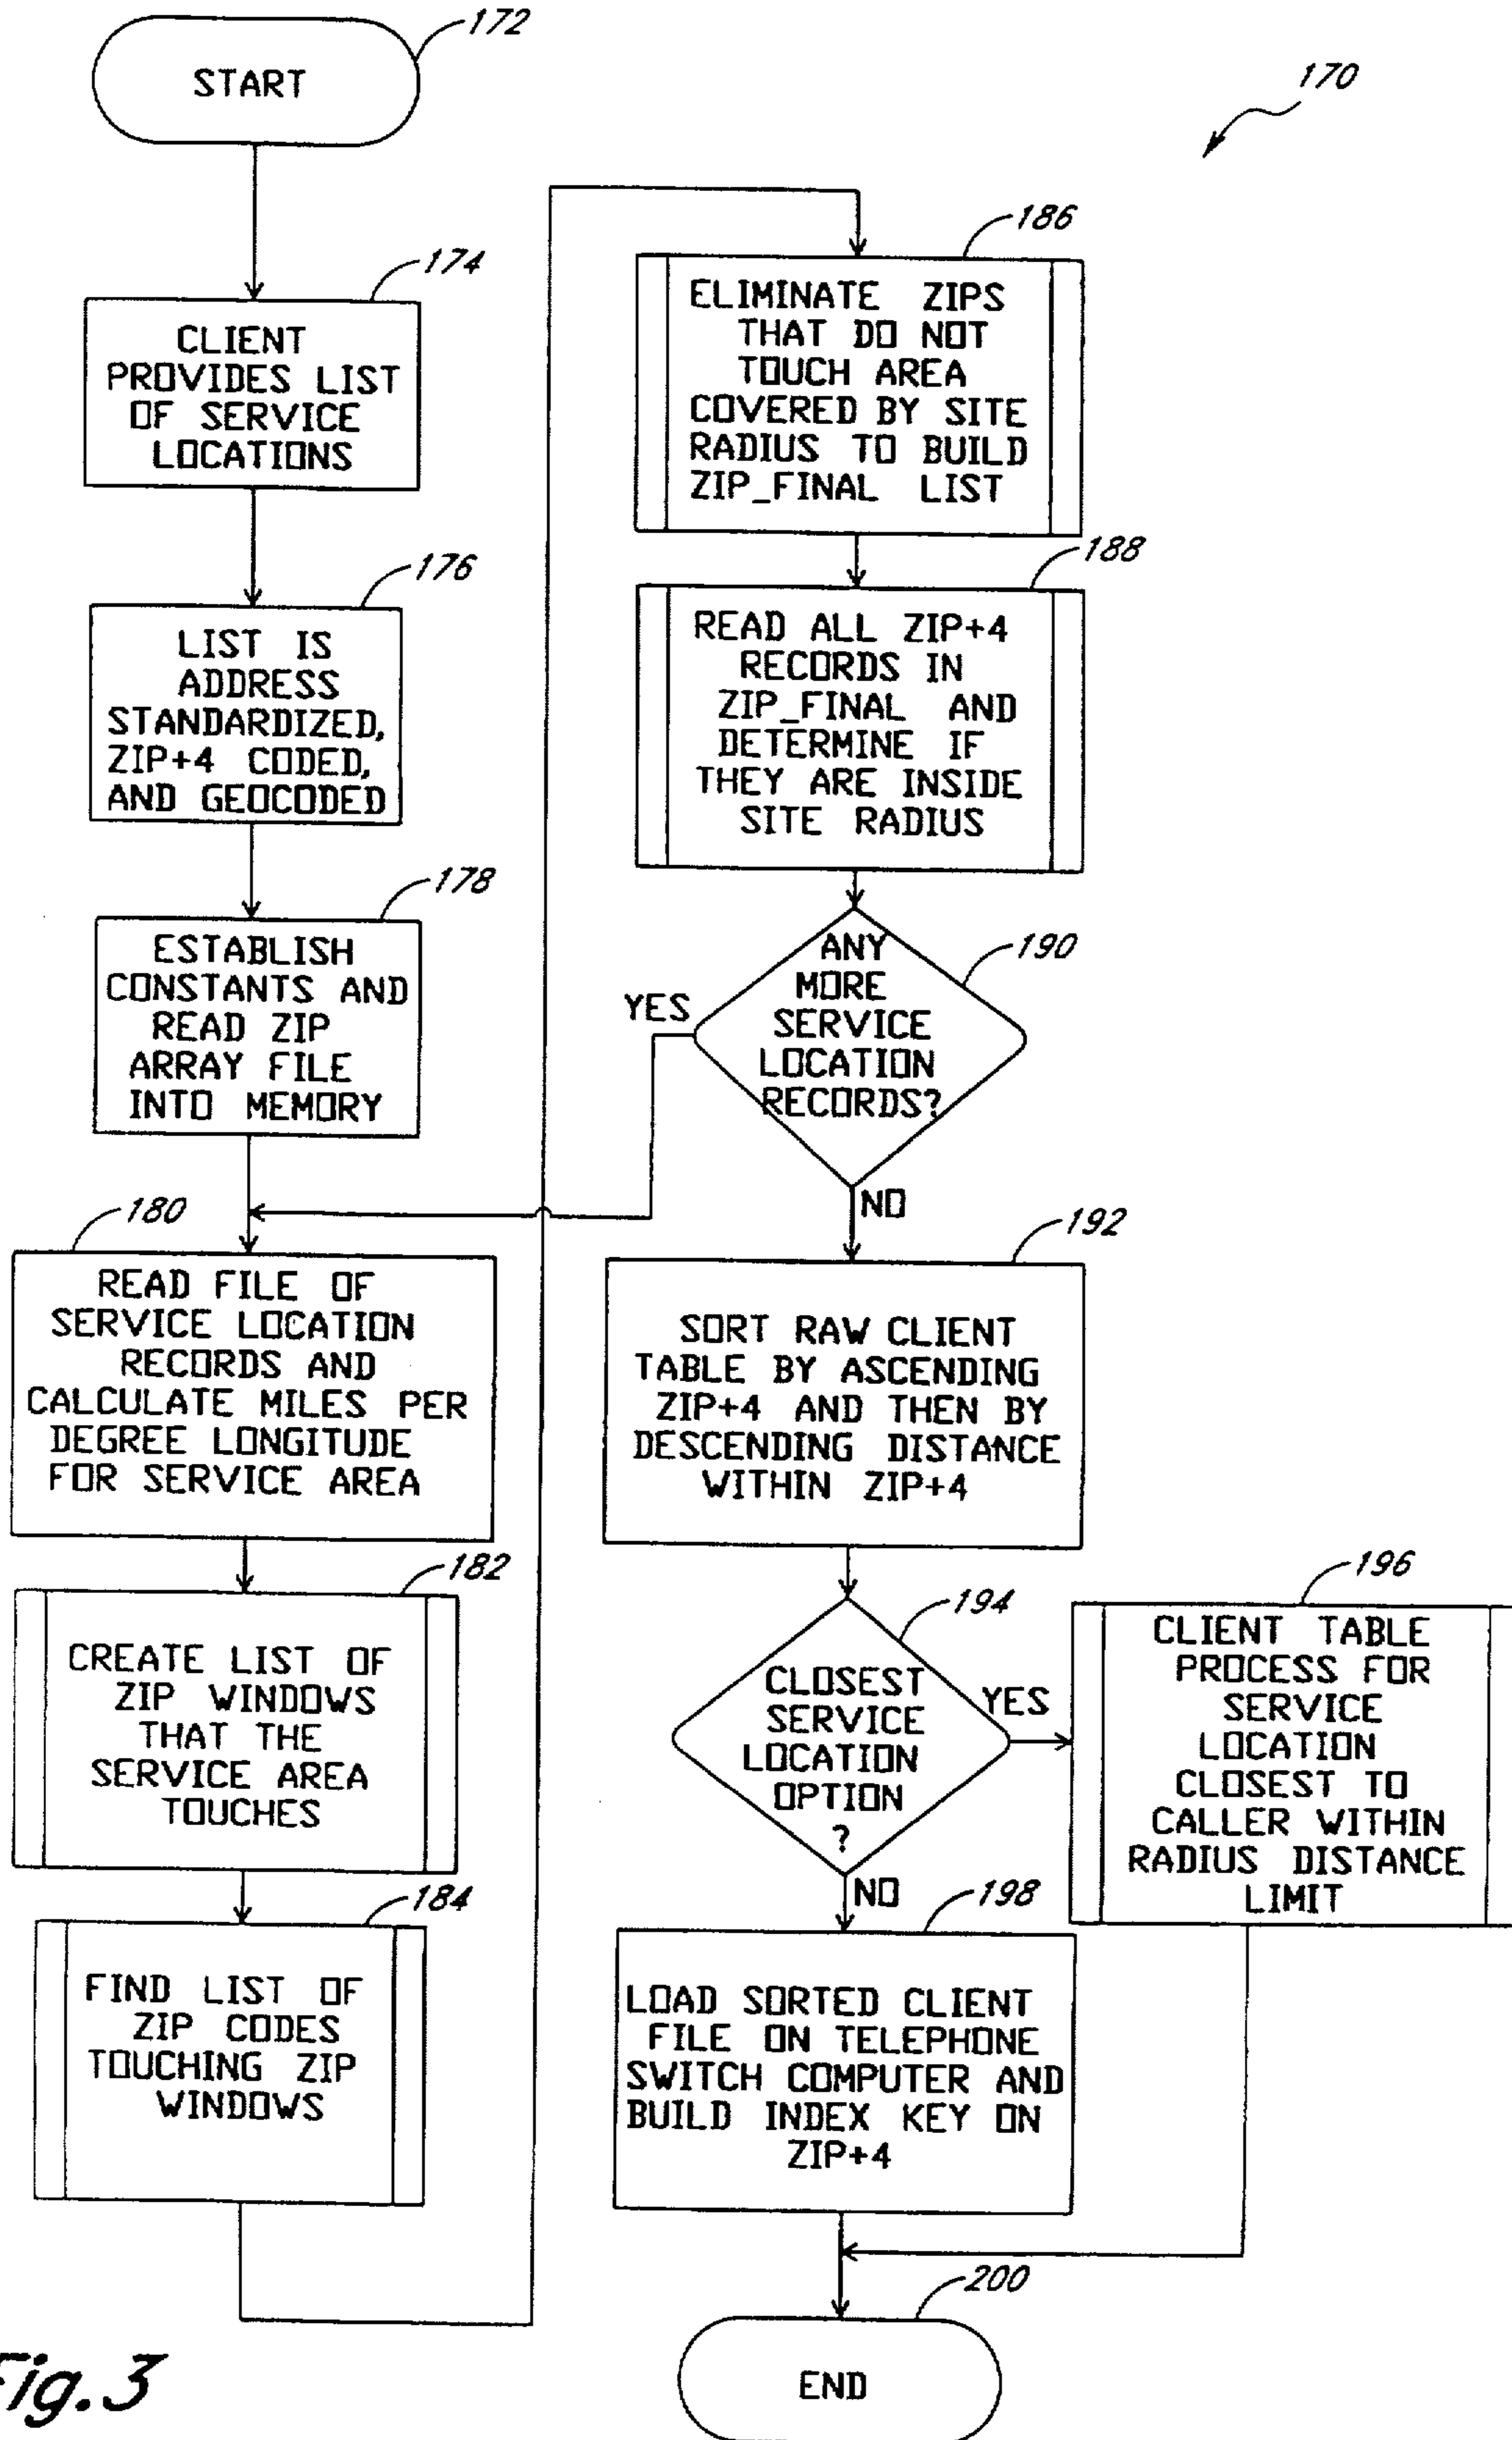 172
START
170
174
CLIENT
PROVIDES LIST
OF SERVICE
LOCATIONS
176
LIST IS
ADDRESS
STANDARDIZED,
ZIP+4 CODED,
AND GEOCODED
178
ESTABLISH
CONSTANTS AND
READ ZIP
ARRAY FILE
INTO MEMORY
180
READ FILE OF
SERVICE LOCATION
RECORDS AND
CALCULATE MILES PER
DEGREE LONGITUDE
FOR SERVICE AREA
182
CREATE LIST OF
ZIP WINDOWS
THAT THE
SERVICE AREA
TOUCHES
184
FIND LIST OF
ZIP CODES
TOUCHING ZIP
WINDOWS
186
ELIMINATE ZIPS
THAT DO NOT
TOUCH AREA
COVERED BY SITE
RADIUS TO BUILD
ZIP_FINAL LIST
188
READ ALL ZIP+4
RECORDS IN
ZIP_FINAL AND
DETERMINE IF
THEY ARE INSIDE
SITE RADIUS
190
ANY
MORE
SERVICE
LOCATION
RECORDS?
YES
NO
192
SORT RAW CLIENT
TABLE BY ASCENDING
ZIP+4 AND THEN BY
DESCENDING DISTANCE
WITHIN ZIP+4
194
CLOSEST
SERVICE
LOCATION
OPTION
?
YES
NO
196
CLIENT TABLE
PROCESS FOR
SERVICE
LOCATION
CLOSEST TO
CALLER WITHIN
RADIUS DISTANCE
LIMIT
198
LOAD SORTED CLIENT
FILE ON TELEPHONE
SWITCH COMPUTER AND
BUILD INDEX KEY ON
ZIP+4
200
END
Fig. 3